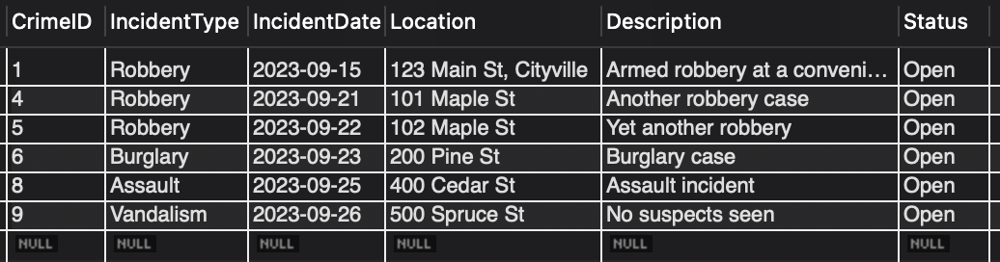 CrimeID IncidentType IncidentDate Location Description Status
1 Robbery 2023-09-15 123 Main St, Cityville Armed robbery at a conveni... Open
4 Robbery 2023-09-21 101 Maple St Another robbery case Open
5 Robbery 2023-09-22 102 Maple St Yet another robbery Open
6 Burglary 2023-09-23 200 Pine St Burglary case Open
8 Assault 2023-09-25 400 Cedar St Assault incident Open
9 Vandalism 2023-09-26 500 Spruce St No suspects seen Open
NULL NULL NULL NULL NULL NULL